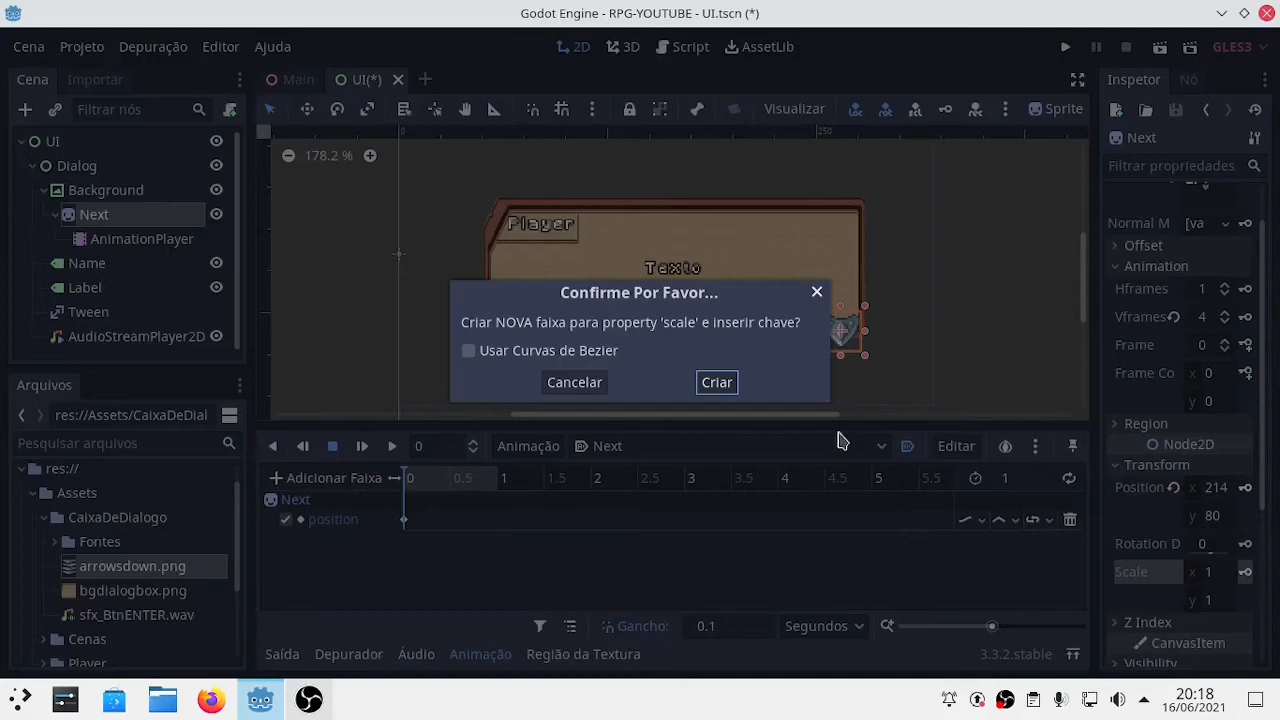 Godot Engine - RPG-YOUTUBE - UI.tscn (*)
Cena Projeto Depuração Editor Ajuda 2D 3D Script AssetLib GLES3
Cena Importar Main UI(*) Inspetor Nó
Filtrar nós Visualizar Sprite
0 250
UI Next
178.2 %
Dialog Filtrar propriedades
Background
Next Normal M [va
Player
AnimationPlayer Offset
Name Texto Animation
Label Confirme Por Favor... Hframes 1
Tween Criar NOVA faixa para property 'scale' e inserir chave? Vframes 4
AudioStreamPlayer2D Usar Curvas de Bezier Frame 0
Arquivos Cancelar Criar Frame Co x 0
res://Assets/CaixaDeDial y 0
Pesquisar arquivos 0 Animação Next Editar Region
Node2D
res:// Adicionar Faixa 0 0.5 1 1.5 2 2.5 3 3.5 4 4.5 5 5.5 1 Transform
Assets Next Position x 214
CaixaDeDialogo position y 80
Fontes Rotation D 0
arrowsdown.png Scale x 1
bgdialogbox.png y 1
sfx_BtnENTER.wav Gancho: 0.1 Segundos Z Index
Cenas CanvasItem
Player Saída Depurador Áudio Animação Região da Textura 3.3.2.stable Visibility
20:18
16/06/2021